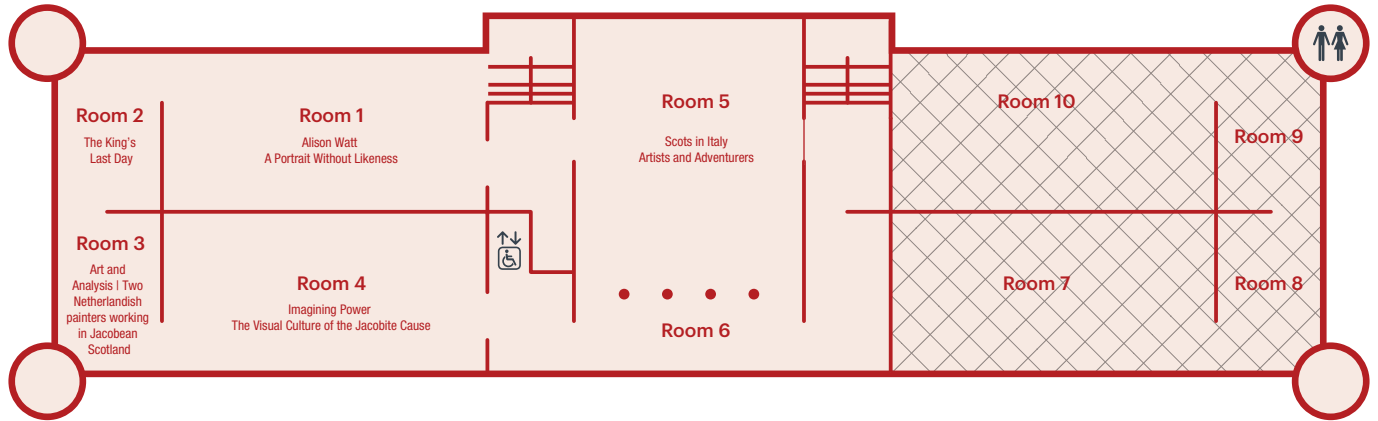 Room 2
The King's
Last Day
Room 1
Alison Watt
A Portrait Without Likeness
Room 5
Scots in Italy
Artists and Adventurers
Room 10
Room 9
Room 3
Art and
Analysis | Two
Netherlandish
painters working
in Jacobean
Scotland
Room 4
Imagining Power
The Visual Culture of the Jacobite Cause
Room 6
Room 7
Room 8